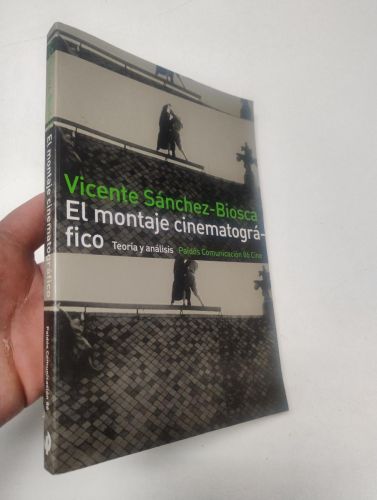 Vicente Sánchez-Biosca
El montaje cinematográ-
fico Teoría y análisis Paidós Comunicación 86 Cine
El montaje cinematográfico
Paidós Comunicación 86